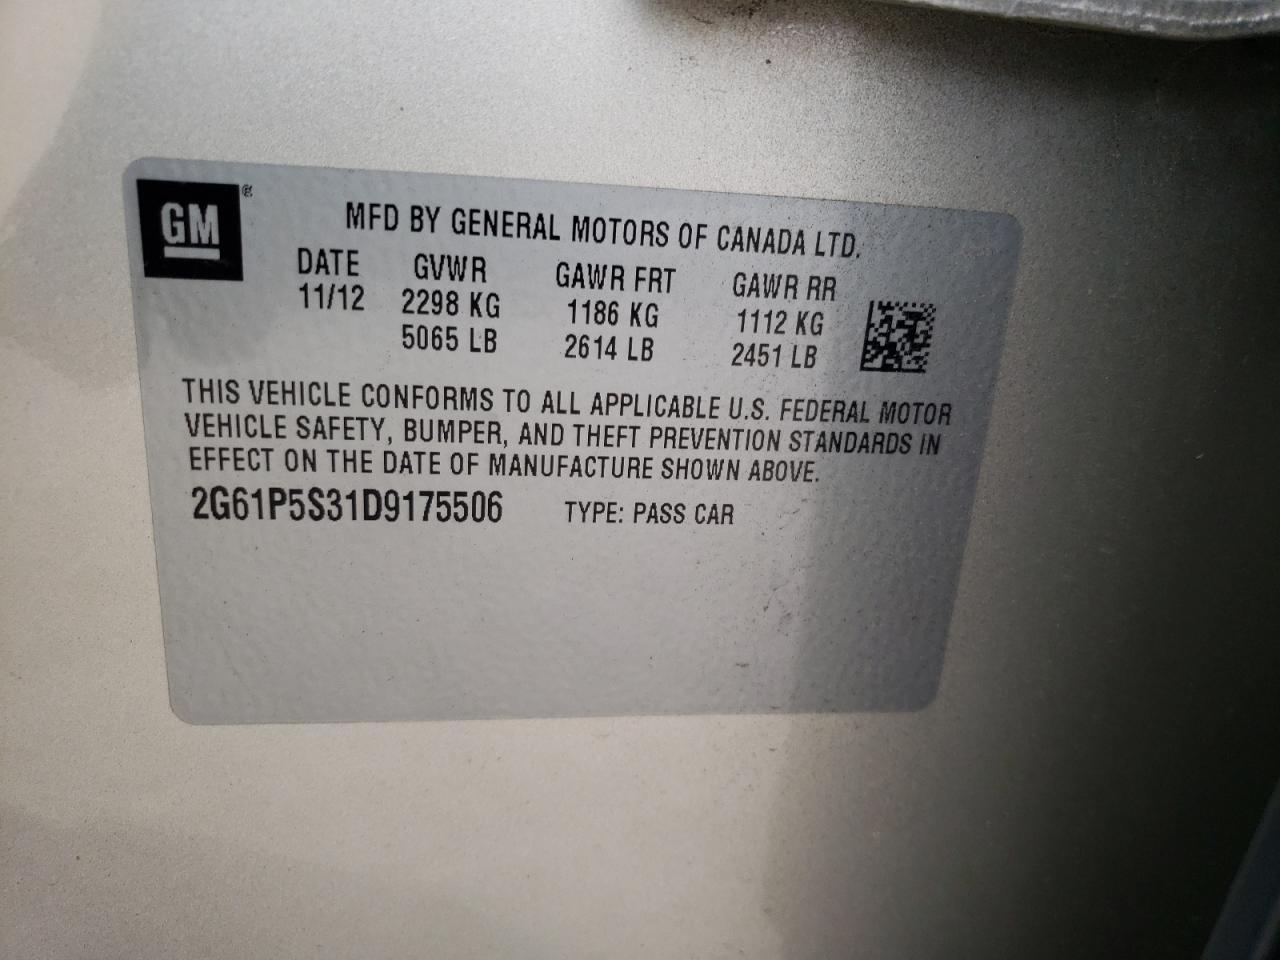 GM ®
MFD BY GENERAL MOTORS OF CANADA LTD.
DATE GVWR GAWR FRT GAWR RR
11/12 2298 KG 1186 KG 1112 KG
5065 LB 2614 LB 2451 LB
THIS VEHICLE CONFORMS TO ALL APPLICABLE U.S. FEDERAL MOTOR
VEHICLE SAFETY, BUMPER, AND THEFT PREVENTION STANDARDS IN
EFFECT ON THE DATE OF MANUFACTURE SHOWN ABOVE.
2G61P5S31D9175506 TYPE: PASS CAR